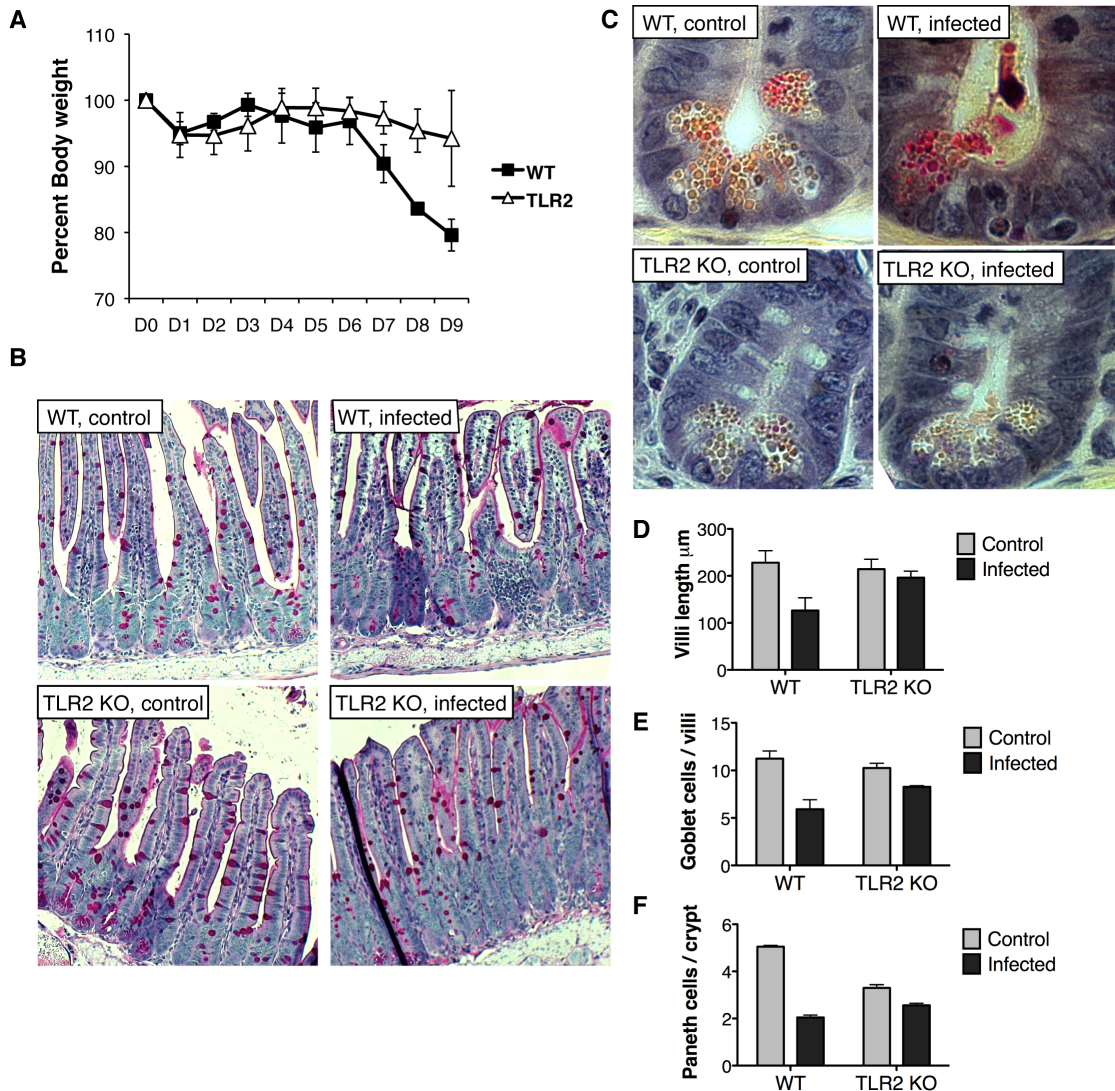 A
110
100
90
80
70
Percent Body weight
D0 D1 D2 D3 D4 D5 D6 D7 D8 D9
WT
TLR2
B
WT, control
WT, infected
TLR2 KO, control
TLR2 KO, infected
C
WT, control
WT, infected
TLR2 KO, control
TLR2 KO, infected
D
300
200
100
0
Villi length µm
WT TLR2 KO
Control
Infected
E
15
10
5
0
Goblet cells / villi
WT TLR2 KO
Control
Infected
F
6
4
2
0
Paneth cells / crypt
WT TLR2 KO
Control
Infected